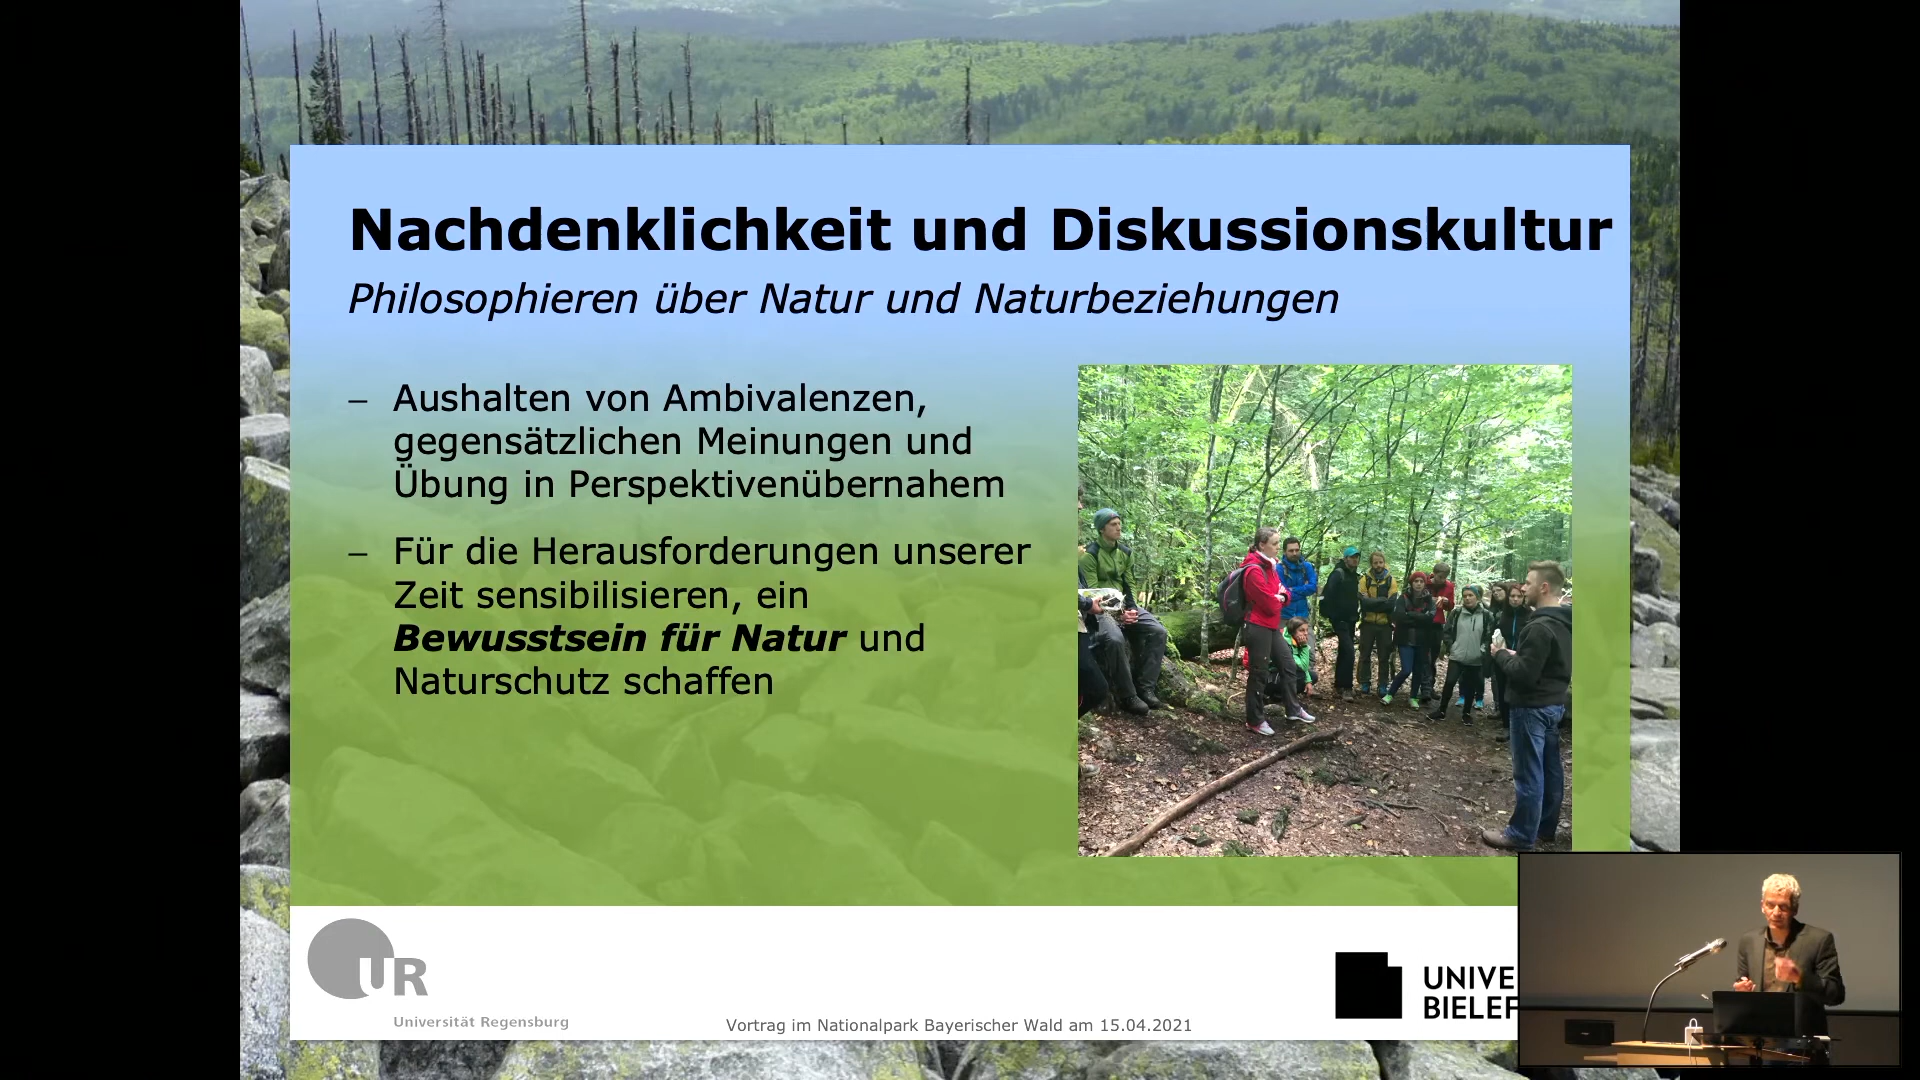 Nachdenklichkeit und Diskussionskultur
Philosophieren über Natur und Naturbeziehungen
– Aushalten von Ambivalenzen,
gegensätzlichen Meinungen und
Übung in Perspektivenübernahem
– Für die Herausforderungen unserer
Zeit sensibilisieren, ein
Bewusstsein für Natur und
Naturschutz schaffen
UR
Universität Regensburg
Vortrag im Nationalpark Bayerischer Wald am 15.04.2021
UNIVE
BIELEF